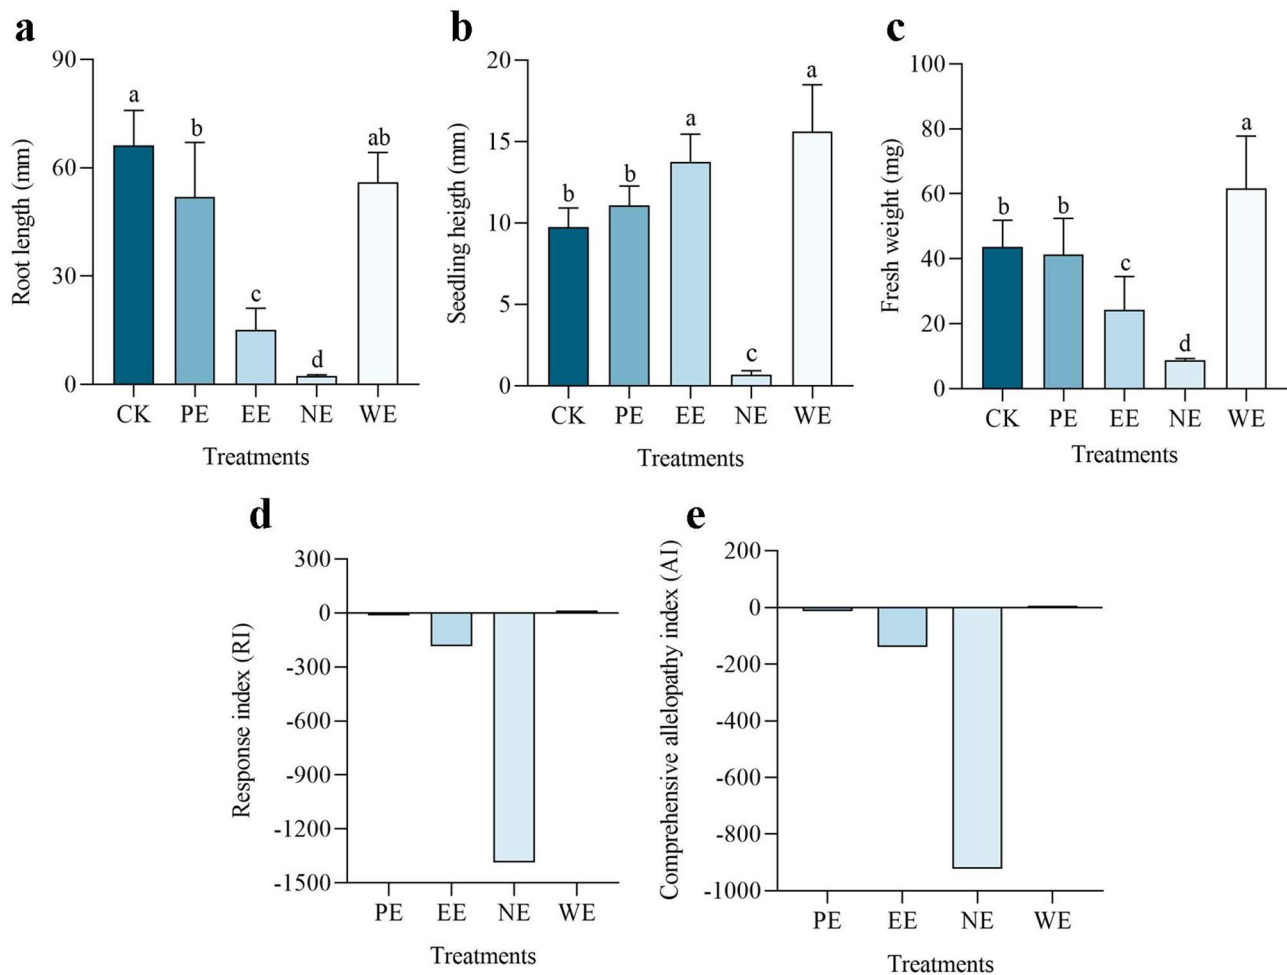 a
Root length (mm)
90
60
30
0
a
b
c
d
ab
CK PE EE NE WE
Treatments
b
Seedling heigth (mm)
20
15
10
5
0
b
b
a
c
a
CK PE EE NE WE
Treatments
c
Fresh weight (mg)
100
80
60
40
20
0
b
b
c
d
a
CK PE EE NE WE
Treatments
d
Response index (RI)
300
0
-300
-600
-900
-1200
-1500
PE EE NE WE
Treatments
e
Comprehensive allelopathy index (AI)
200
0
-200
-400
-600
-800
-1000
PE EE NE WE
Treatments